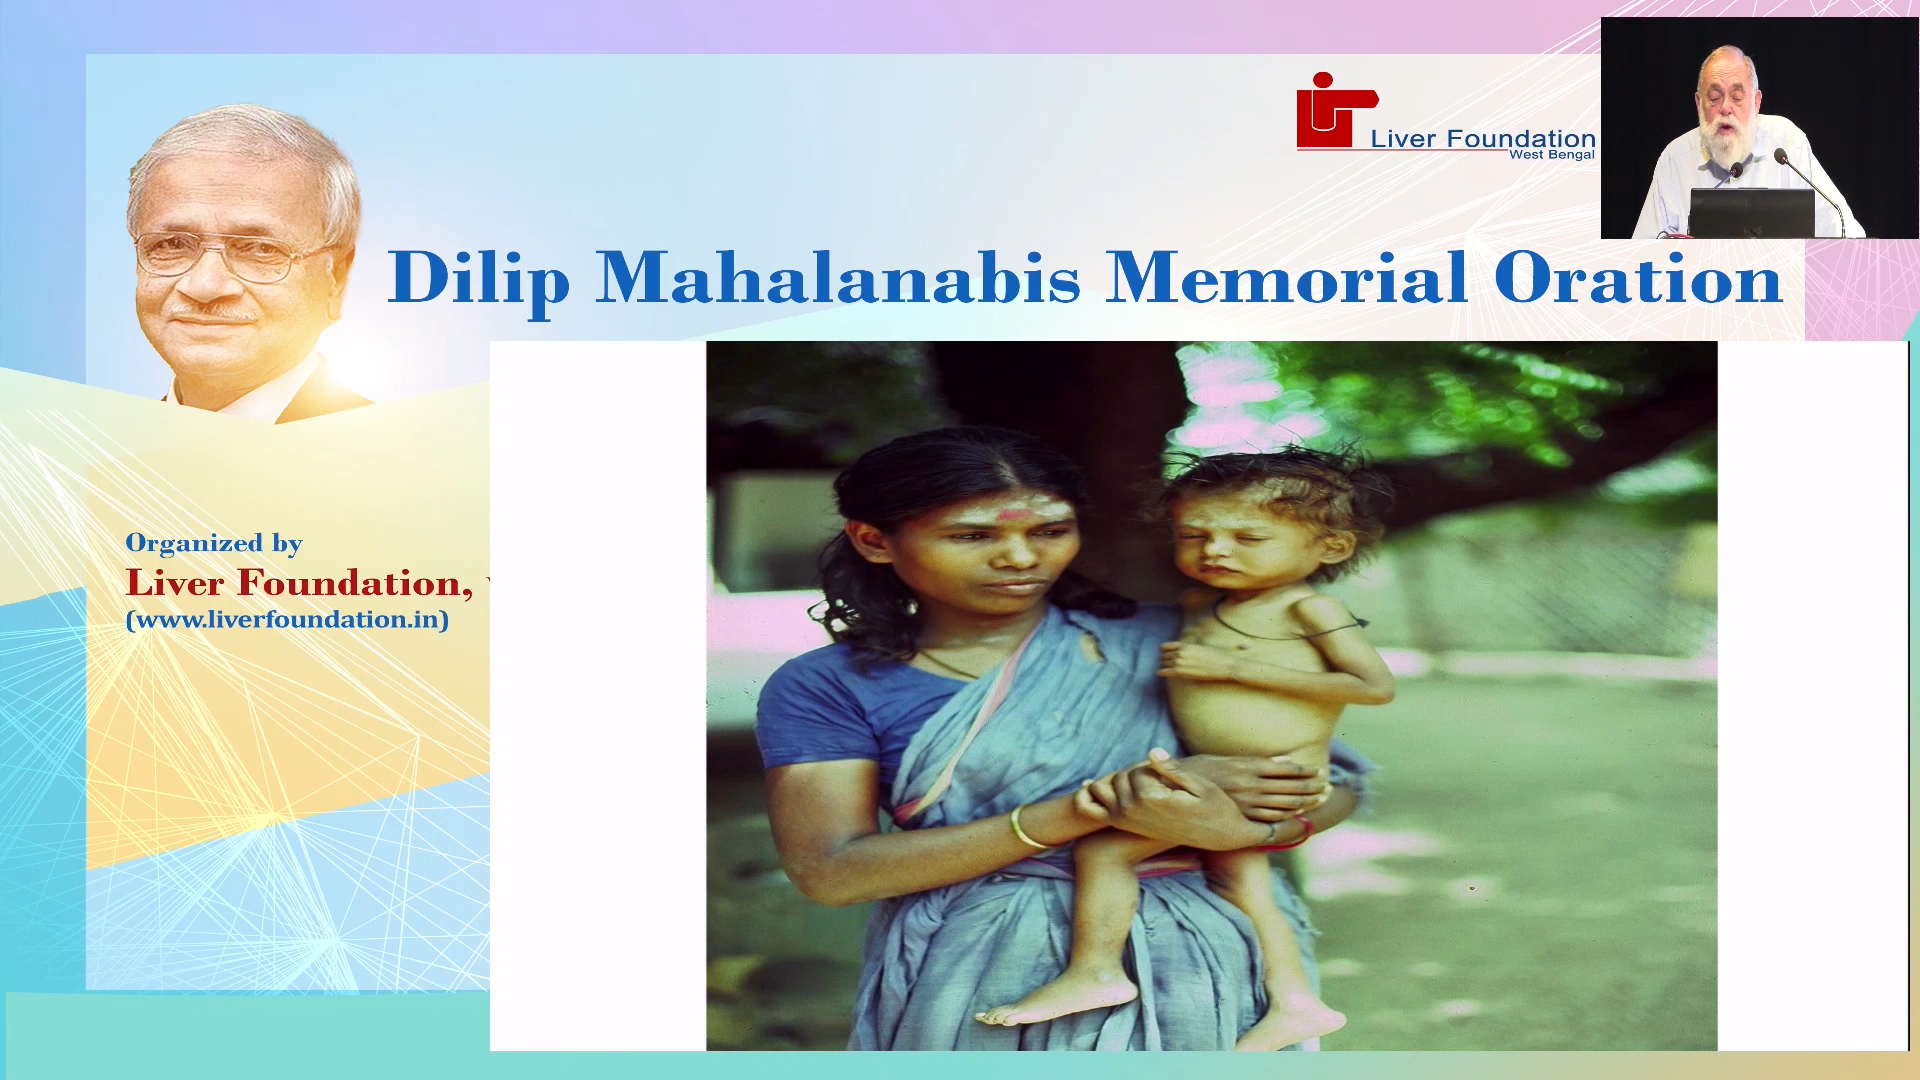 Liver Foundation
West Bengal
Dilip Mahalanabis Memorial Oration
Organized by
Liver Foundation,
(www.liverfoundation.in)